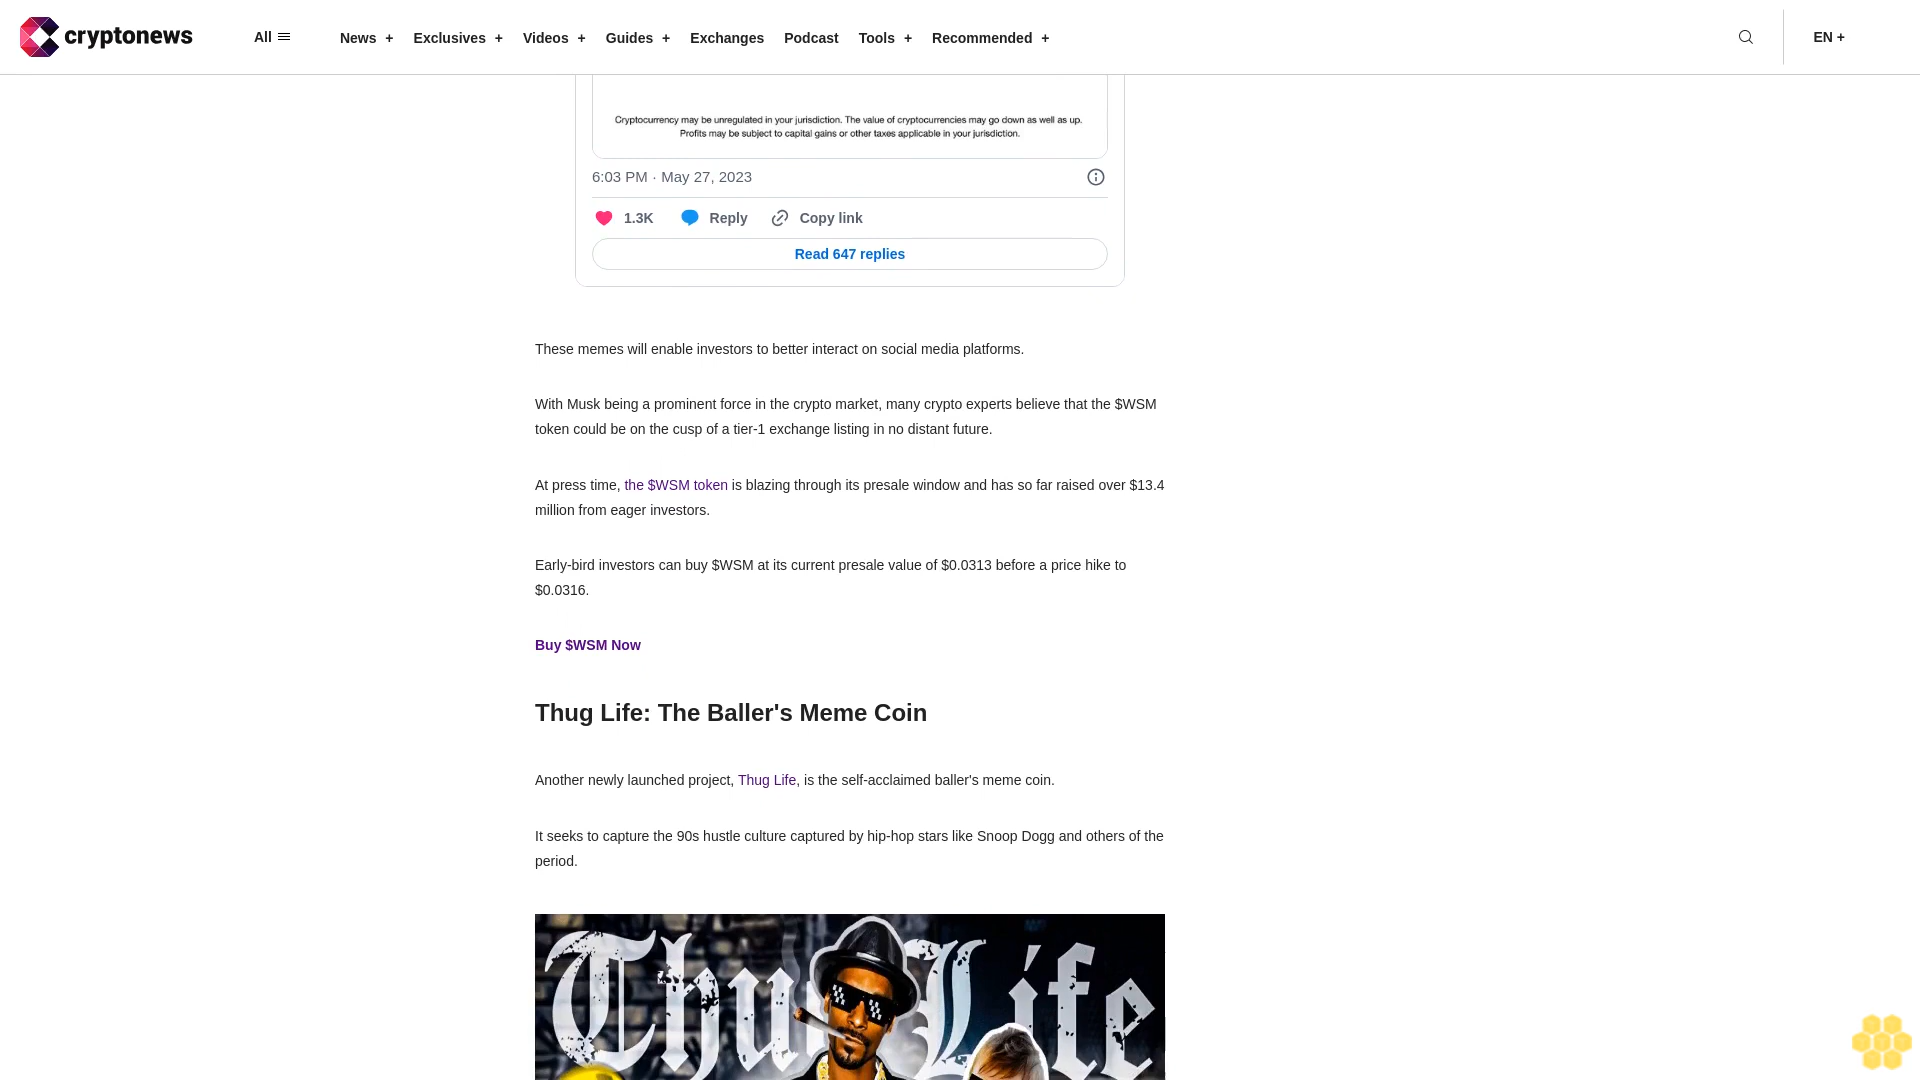 cryptonews
All
News +
Exclusives +
Videos +
Guides +
Exchanges
Podcast
Tools +
Recommended +
EN +
Cryptocurrency may be unregulated in your jurisdiction. The value of cryptocurrencies may go down as well as up.
Profits may be subject to capital gains or other taxes applicable in your jurisdiction.
6:03 PM · May 27, 2023
1.3K
Reply
Copy link
Read 647 replies
These memes will enable investors to better interact on social media platforms.
With Musk being a prominent force in the crypto market, many crypto experts believe that the $WSM
token could be on the cusp of a tier-1 exchange listing in no distant future.
At press time, the $WSM token is blazing through its presale window and has so far raised over $13.4
million from eager investors.
Early-bird investors can buy $WSM at its current presale value of $0.0313 before a price hike to
$0.0316.
Buy $WSM Now
Thug Life: The Baller's Meme Coin
Another newly launched project, Thug Life, is the self-acclaimed baller's meme coin.
It seeks to capture the 90s hustle culture captured by hip-hop stars like Snoop Dogg and others of the
period.
Thug Life